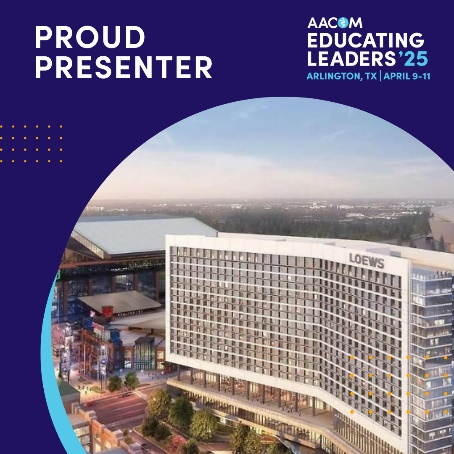 PROUD
PRESENTER
AACOM
EDUCATING
LEADERS '25
ARLINGTON, TX | APRIL 9-11
LOEWS